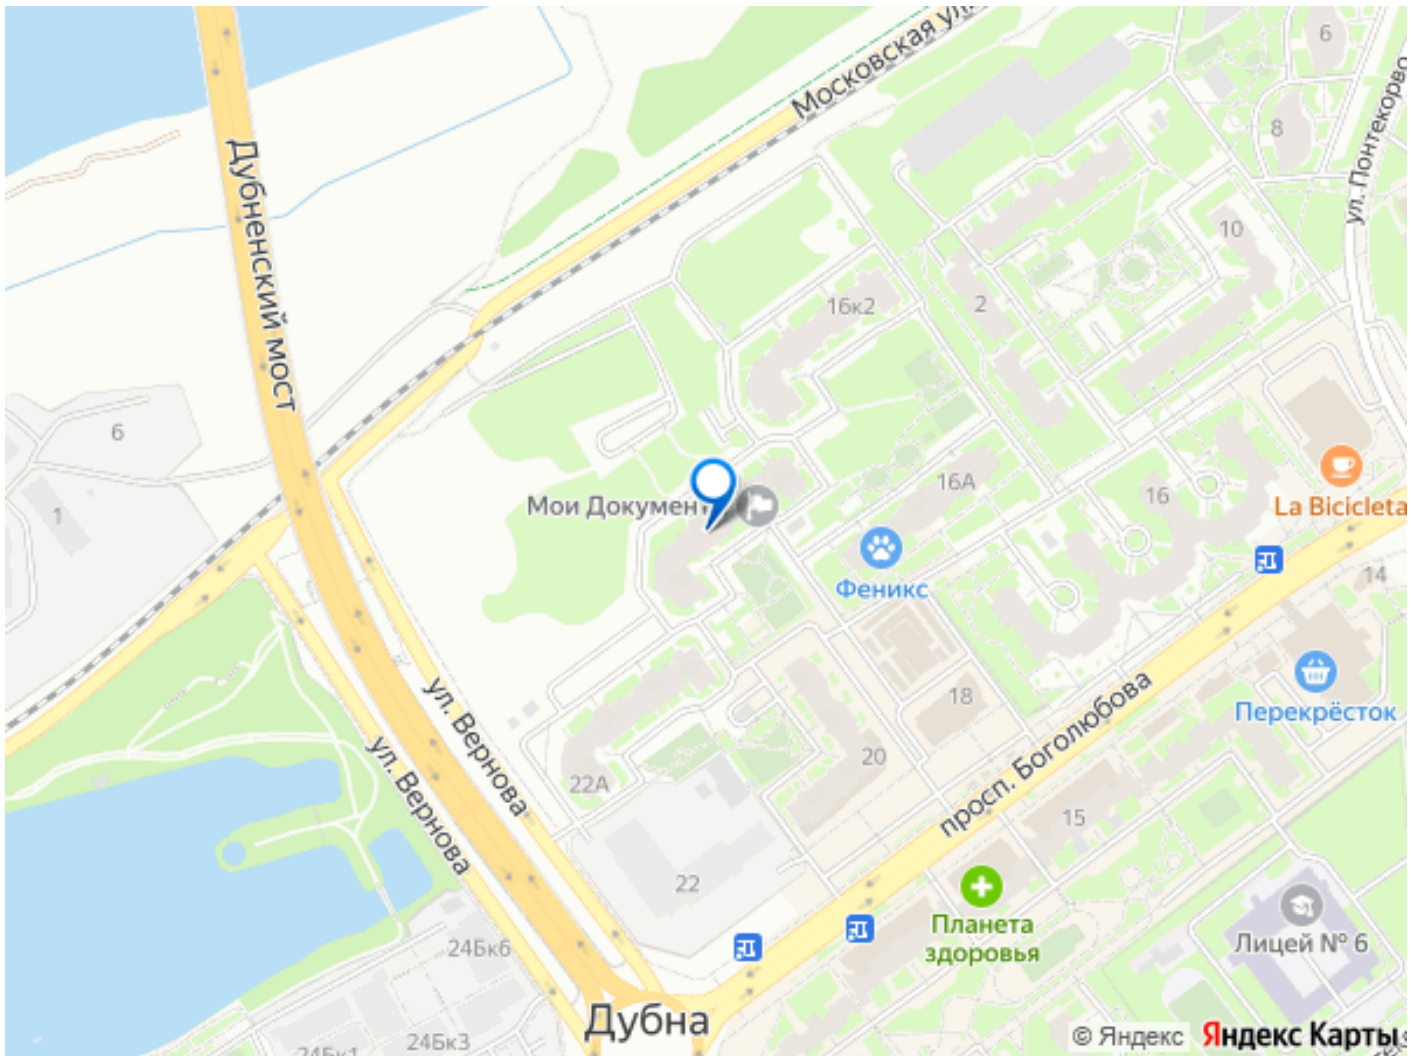 Московская ул
6
ул. Понтекорво
8
Дубненский мост
10
16к2
2
6
16А
16
La Bicicleta
Мои Докумен
1
Феникс
14
18
Перекрёсток
ул. Вернова
ул. Вернова
просп. Боголюбова
20
22А
15
22
Планета
здоровья
Лицей № 6
24Бк6
Дубна
24Бк1
24Бк3
© Яндекс
Яндекс Карты